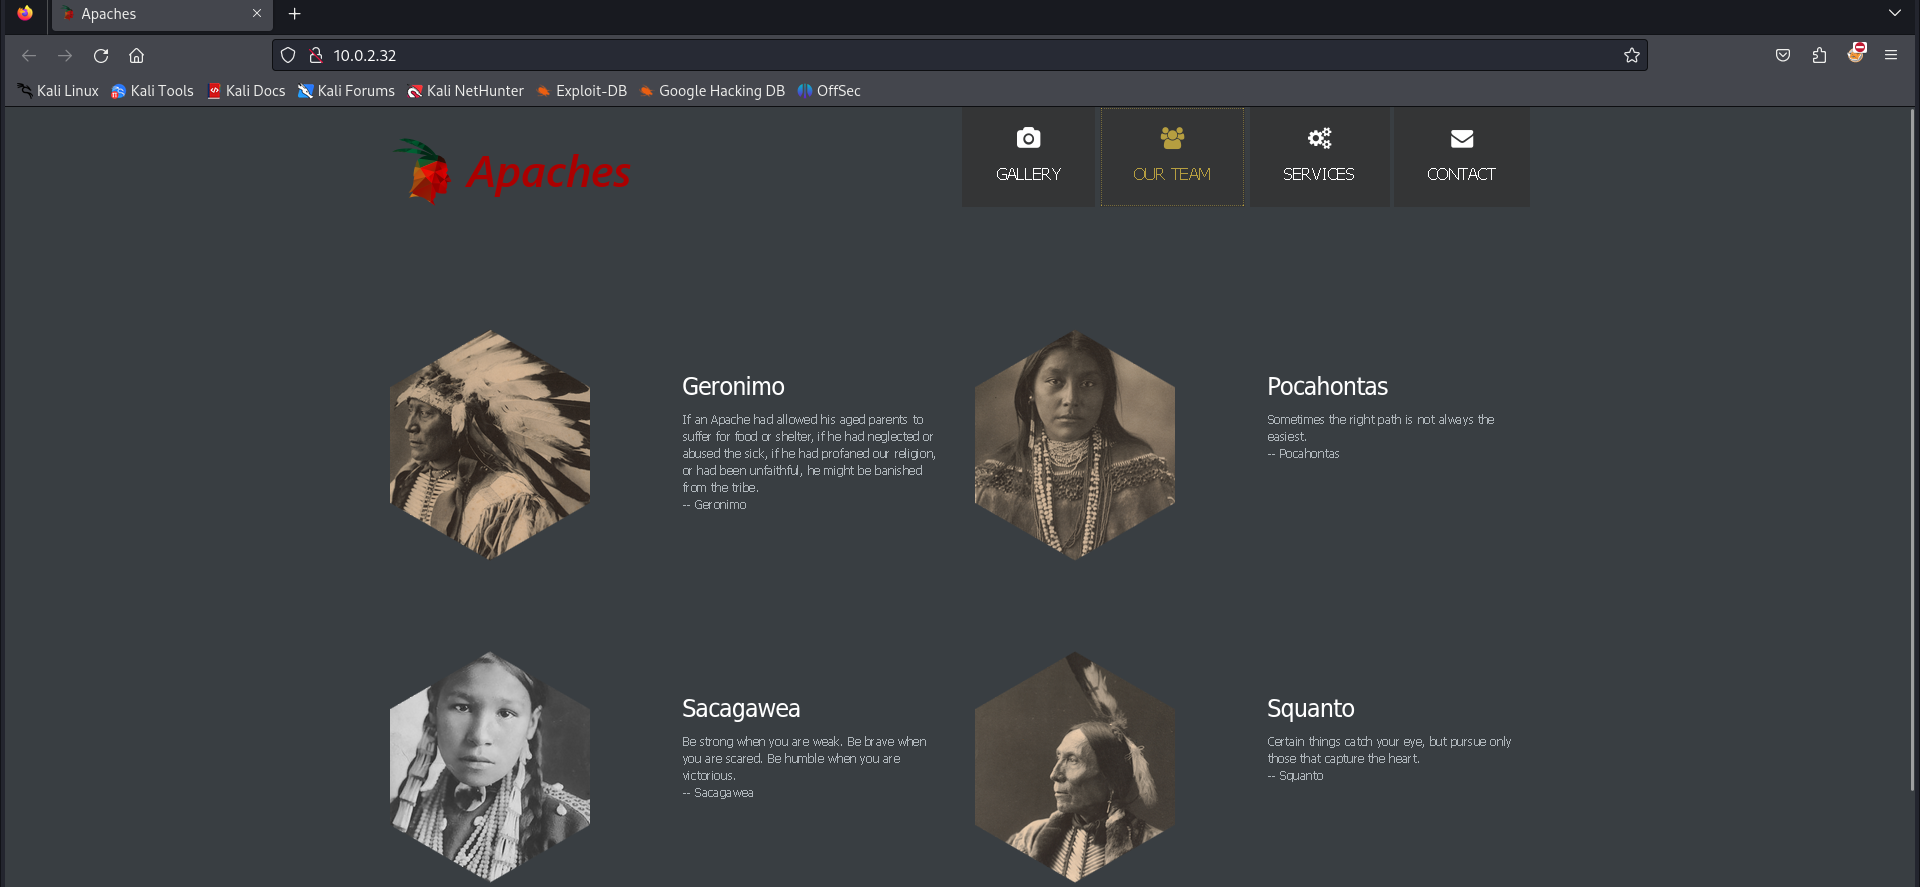 Apaches
10.0.2.32
Kali Linux Kali Tools Kali Docs Kali Forums Kali NetHunter Exploit-DB Google Hacking DB OffSec
Apaches
GALLERY OUR TEAM SERVICES CONTACT
Geronimo
If an Apache had allowed his aged parents to
suffer for food or shelter, if he had neglected or
abused the sick, if he had profaned our religion,
or had been unfaithful, he might be banished
from the tribe.
-- Geronimo
Pocahontas
Sometimes the right path is not always the
easiest.
-- Pocahontas
Sacagawea
Be strong when you are weak. Be brave when
you are scared. Be humble when you are
victorious.
-- Sacagawea
Squanto
Certain things catch your eye, but pursue only
those that capture the heart.
-- Squanto